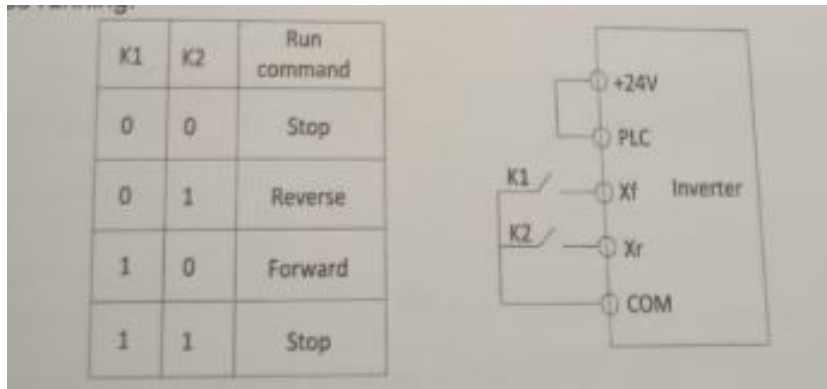 running.
K1 K2 Run command
0 0 Stop
0 1 Reverse
1 0 Forward
1 1 Stop
+24V
PLC
K1
Xf
Inverter
K2
Xr
COM